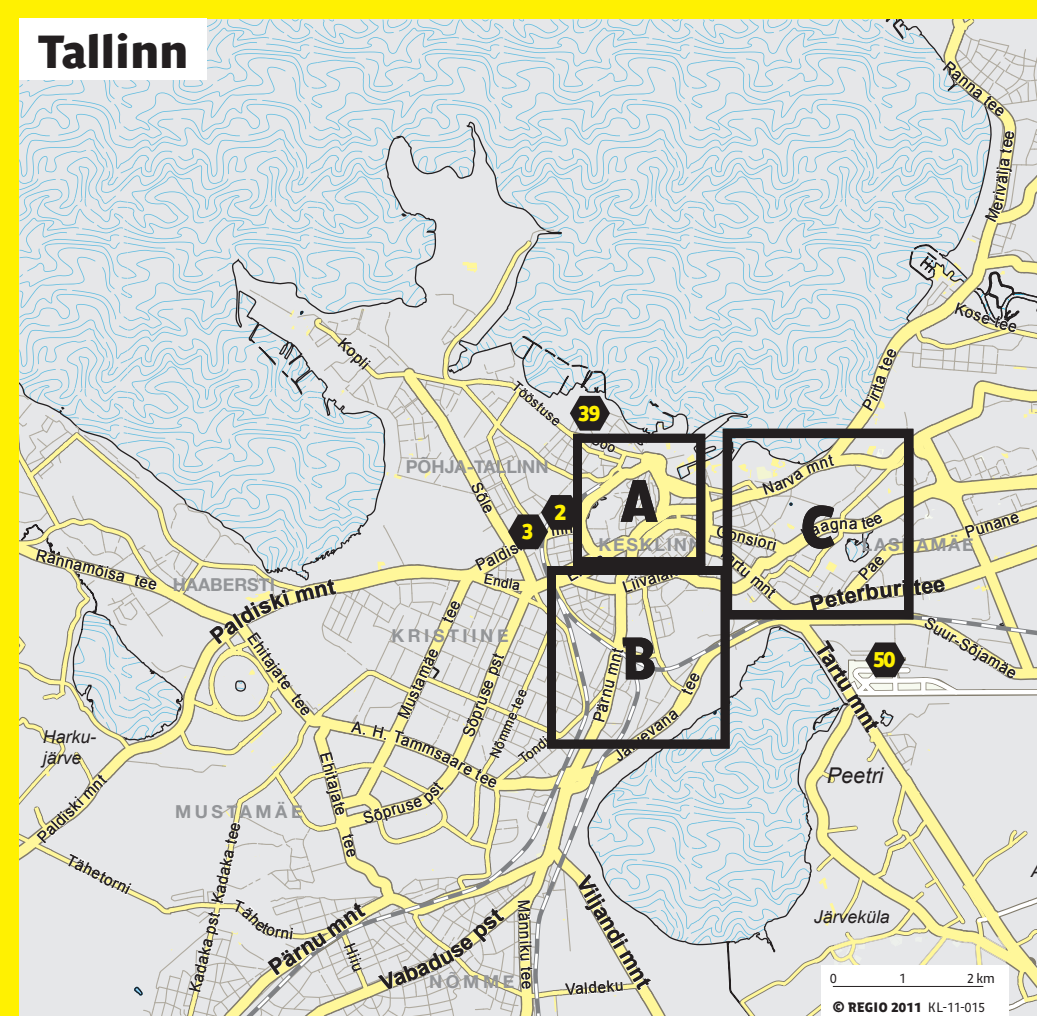 Tallinn
Ranna tee
Merivälja tee
Kose tee
Pirita tee
Kopli
Tööstuse
39
PÕHJA-TALLINN
Sõle
A
2
3
Narva mnt
C
Laagna tee
Punane
KESKLINN
Gonsiori
LASNAMÄE
Pae
Paldiski mnt
Endla
Liivalaia
Tartu mnt
Peterburi tee
Rannamõisa tee
HAABERSTI
Paldiski mnt
KRISTIINE
Mustamäe tee
Sõpruse pst
Nõmme tee
Ehitajate tee
Pärnu mnt
B
Suur-Sõjamäe
50
Tartu mnt
Tondi
Järvevana tee
A. H. Tammsaare tee
Harku-
järve
Ehitajate tee
Peetri
Paldiski mnt
MUSTAMÄE
Sõpruse pst
Kadaka tee
Tähetorni
Tähetorni
Kadaka pst
Pärnu mnt
Hiiu
Vabaduse pst
Männiku tee
Viljandi mnt
Järveküla
NÕMME
Valdeku
0 1 2 km
© REGIO 2011 KL-11-015